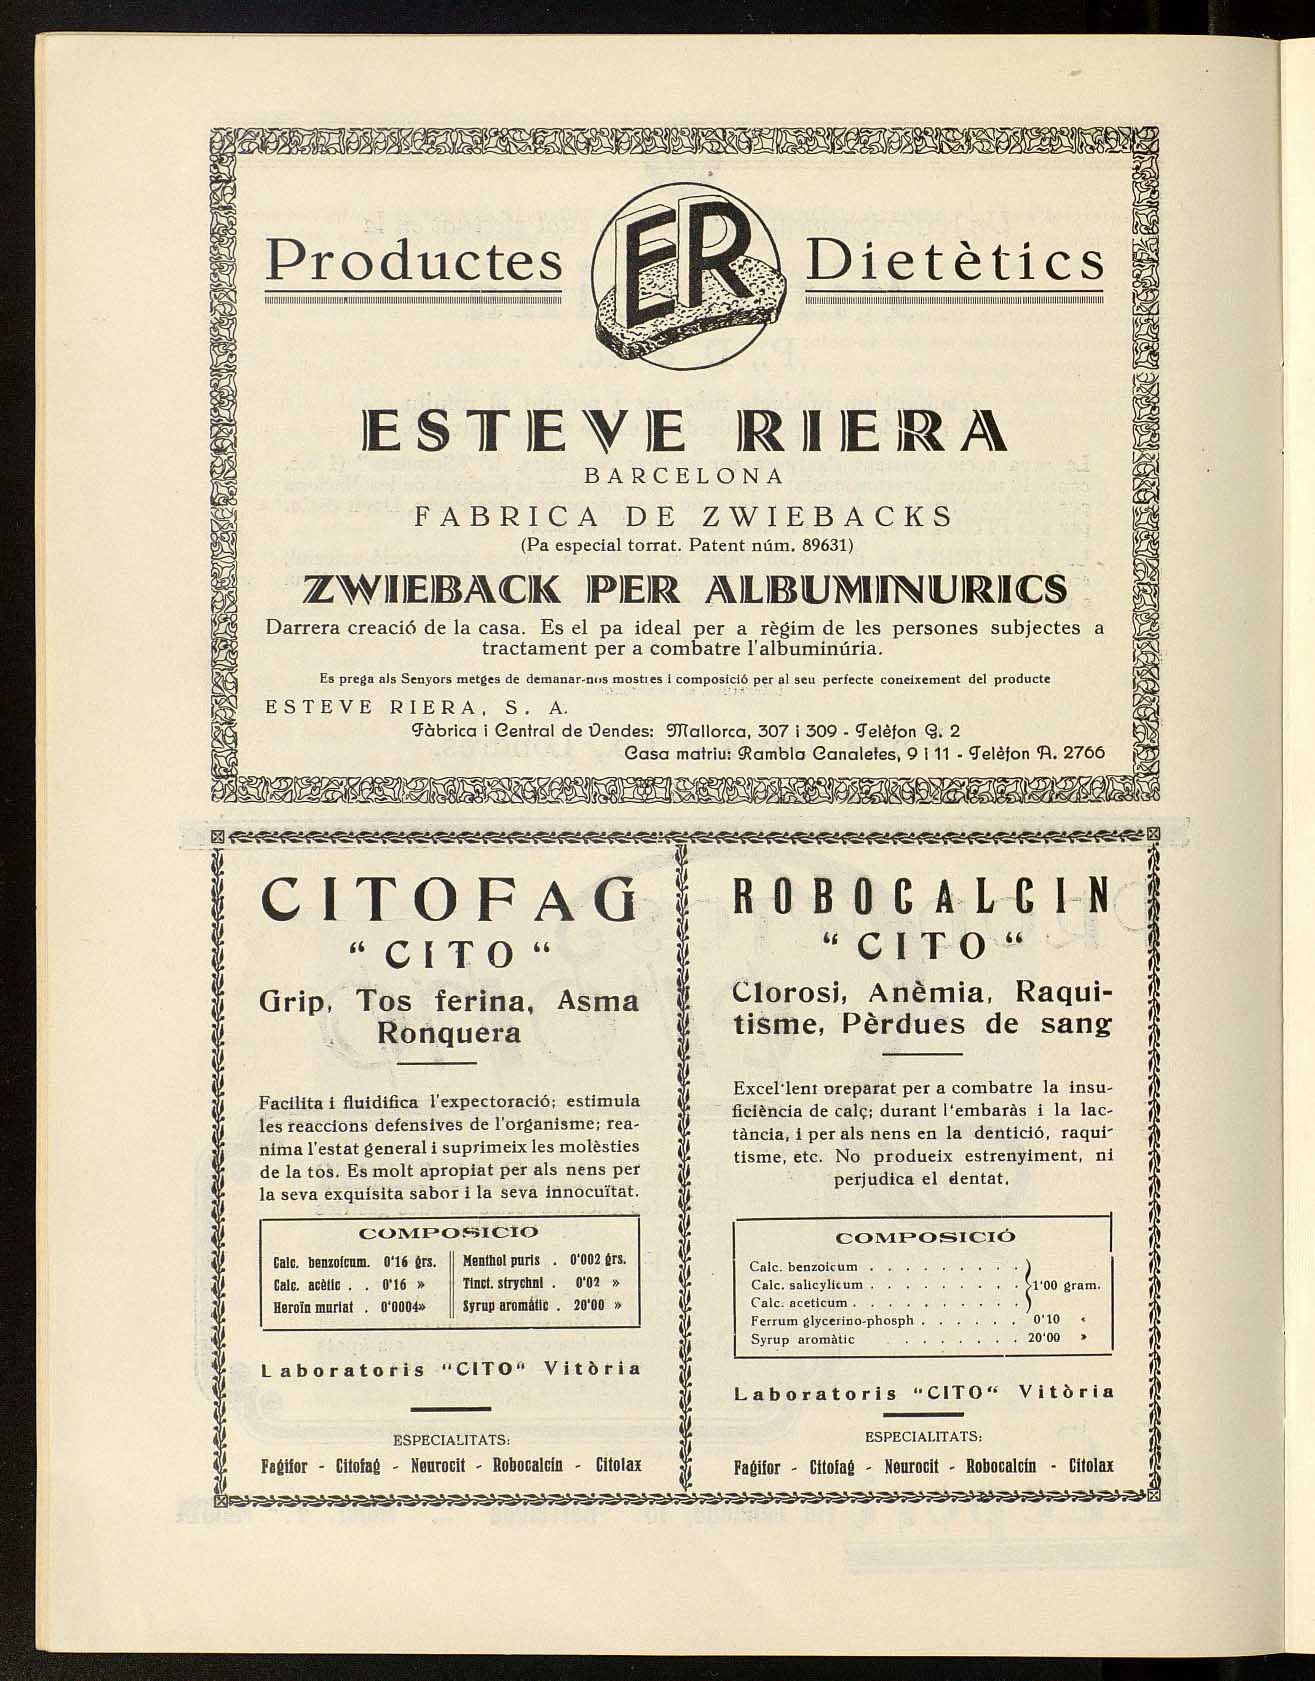 Productes ER Dietètics
ESTEVE RIERA
BARCELONA
FABRICA DE ZWIEBACKS
(Pa especial torrat. Patent núm. 89631)
ZWIEBACK PER ALBUMINURICS
Darrera creació de la casa. Es el pa ideal per a règim de les persones subjectes a
tractament per a combatre l'albuminúria.
Es prega als Senyors metges de demanar-nos mostres i composició per al seu perfecte coneixement del producte
ESTEVE RIERA, S. A.
Fàbrica i Central de Vendes: Mallorca, 307 i 309 - Telèfon G. 2
Casa matriu: Rambla Canaletes, 9 i 11 - Telèfon A. 2766
CITOFAG
“ CITO “
Grip, Tos ferina, Asma
Ronquera
Facilita i fluidifica l'expectoració; estimula
les reaccions defensives de l'organisme; rea-
nima l'estat general i suprimeix les molèsties
de la tos. Es molt apropiat per als nens per
la seva exquisita sabor i la seva innocuïtat.
COMPOSICIO
Calc. benzoícum. 0'16 grs. Menthol puris . 0'002 grs.
Calc. acètic . . 0'16 » Tinct. strychni . 0'02 »
Heroïn muriat . 0'0004» Syrup aromàtic . 20'00 »
Laboratoris "CITO" Vitòria
ESPECIALITATS:
Fagifor - Citofag - Neurocit - Robocalcin - Citolax
ROBOCALCIN
“ CITO “
Clorosi, Anèmia, Raqui-
tisme, Pèrdues de sang
Excel·lent preparat per a combatre la insu-
ficiència de calç; durant l'embaràs i la lac-
tància, i per als nens en la dentició, raqui-
tisme, etc. No produeix estrenyiment, ni
perjudica el dentat.
COMPOSICIÓ
Calc. benzoicum . . . . . . . . .
Calc. salicylicum . . . . . . . . . 1'00 gram.
Calc. aceticum . . . . . . . . . .
Ferrum glycerino-phosph . . . . . . 0'10 «
Syrup aromàtic . . . . . . . 20'00 »
Laboratoris "CITO“ Vitòria
ESPECIALITATS:
Fagifor - Citofag - Neurocit - Robocalcin - Citolax